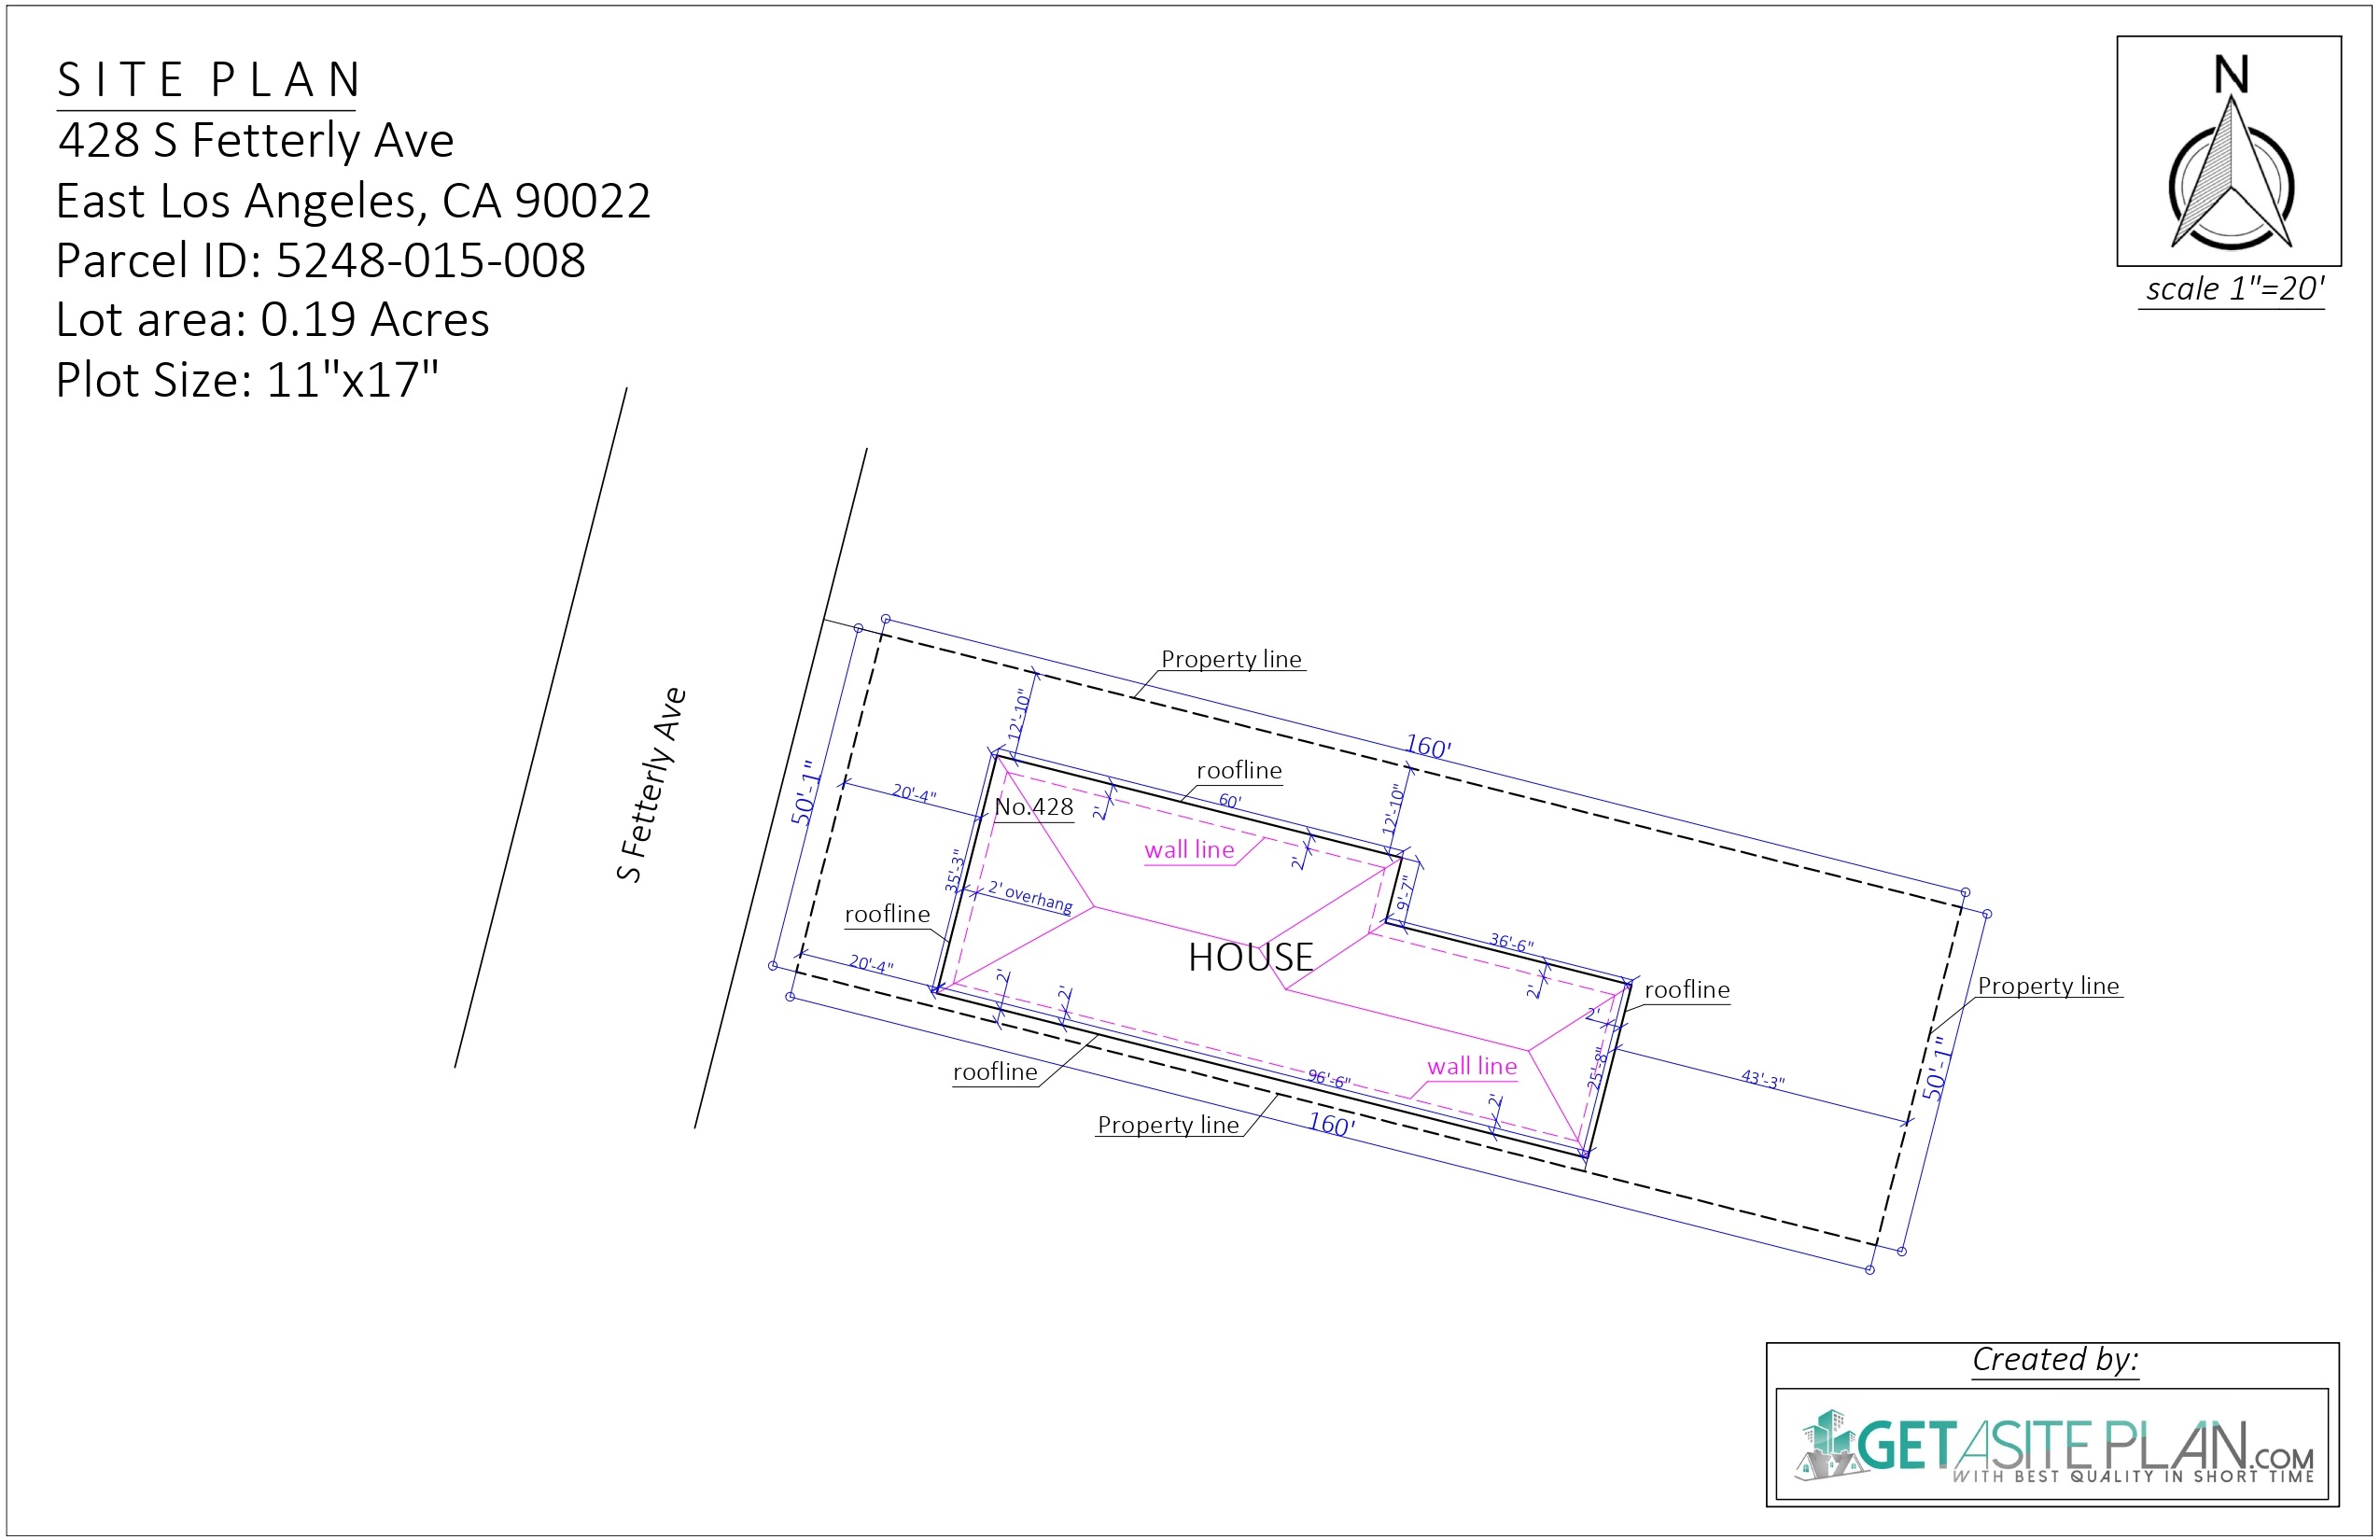 SITE PLAN
428 S Fetterly Ave
East Los Angeles, CA 90022
Parcel ID: 5248-015-008
Lot area: 0.19 Acres
Plot Size: 11"x17"
N
scale 1"=20'
S Fetterly Ave
Property line
160'
50'-1"
12'-10"
roofline
60'
20'-4"
No.428
2'
wall line
2'
12'-10"
35'-3"
2' overhang
9'-7"
roofline
HOUSE
36'-6"
20'-4"
2'
2'
2'
roofline
Property line
2'
roofline
wall line
96'-6"
25'-8"
43'-3"
50'-1"
2'
Property line
160'
Created by:
GETASITEPLAN.COM
WITH BEST QUALITY IN SHORT TIME